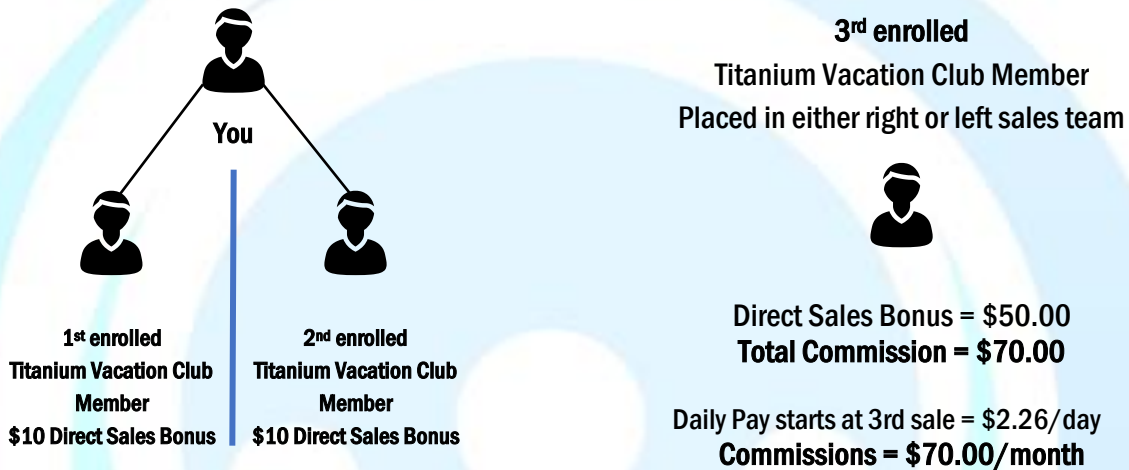 You
1st enrolled
Titanium Vacation Club
Member
$10 Direct Sales Bonus
2nd enrolled
Titanium Vacation Club
Member
$10 Direct Sales Bonus
3rd enrolled
Titanium Vacation Club Member
Placed in either right or left sales team
Direct Sales Bonus = $50.00
Total Commission = $70.00
Daily Pay starts at 3rd sale = $2.26/day
Commissions = $70.00/month